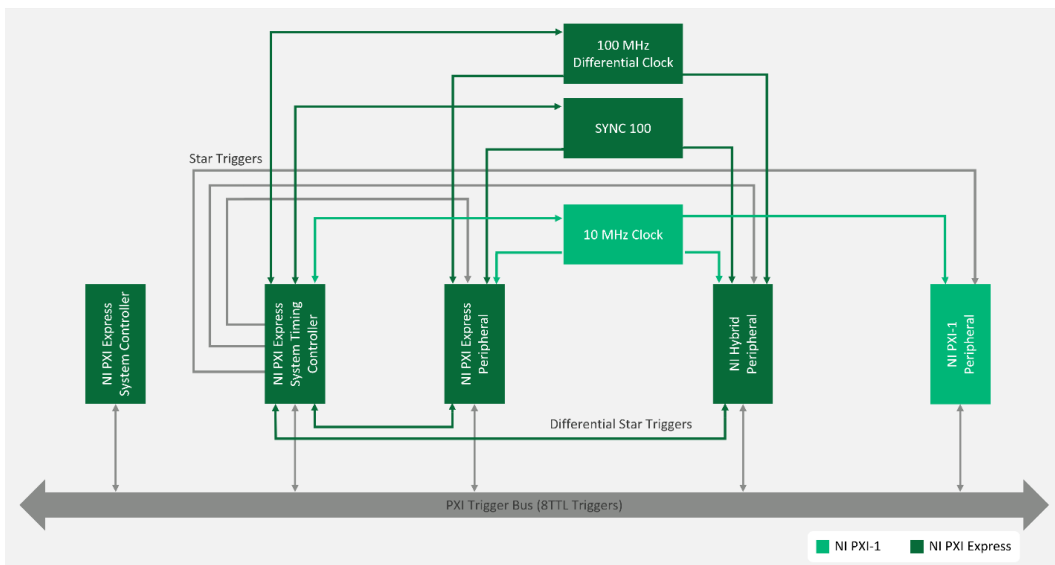 100 MHz
Differential Clock
SYNC 100
Star Triggers
10 MHz Clock
NI PXI Express
System Controller
NI PXI Express
System Timing
Controller
NI PXI Express
Peripheral
NI Hybrid
Peripheral
NI PXI-1
Peripheral
Differential Star Triggers
PXI Trigger Bus (8TTL Triggers)
NI PXI-1
NI PXI Express